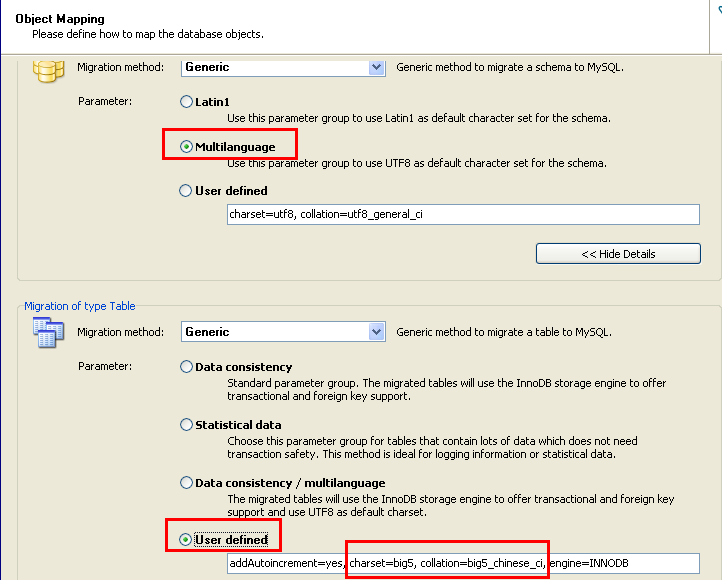 Object Mapping
Please define how to map the database objects.
Migration method: Generic Generic method to migrate a schema to MySQL.
Parameter: Latin1
Use this parameter group to use Latin1 as default character set for the schema.
Multilanguage
Use this parameter group to use UTF8 as default character set for the schema.
User defined
charset=utf8, collation=utf8_general_ci
<< Hide Details
Migration of type Table
Migration method: Generic Generic method to migrate a table to MySQL.
Parameter: Data consistency
Standard parameter group. The migrated tables will use the InnoDB storage engine to offer
transactional and foreign key support.
Statistical data
Choose this parameter group for tables that contain lots of data which does not need
transaction safety. This method is ideal for logging information or statistical data.
Data consistency / multilanguage
The migrated tables will use the InnoDB storage engine to offer transactional and foreign key
support and use UTF8 as default charset.
User defined
addAutoincrement=yes, charset=big5, collation=big5_chinese_ci, engine=INNODB